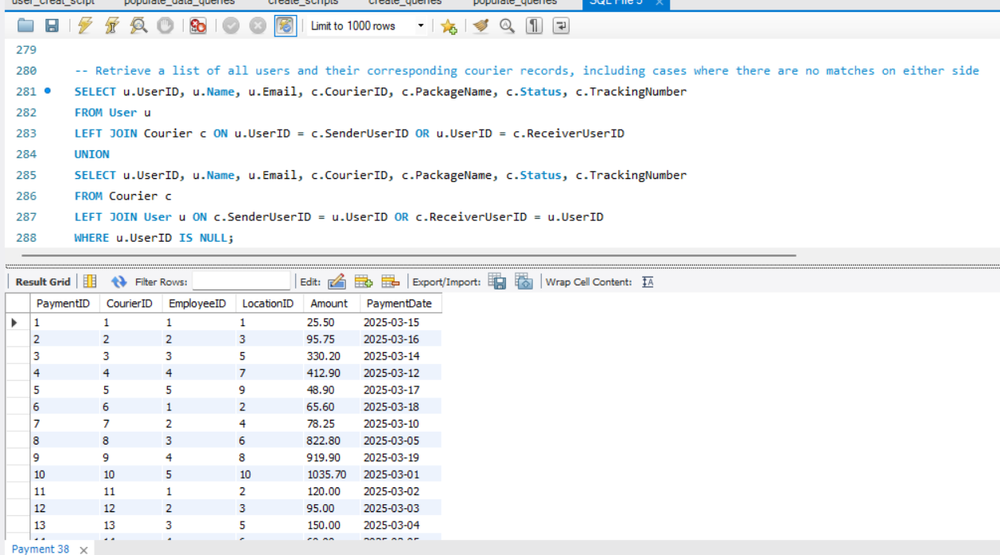 user_creat_script populate_data_queries create_scripts create_queries populate_queries SQL File 5 ×
Limit to 1000 rows
279
280 -- Retrieve a list of all users and their corresponding courier records, including cases where there are no matches on either side
281 SELECT u.UserID, u.Name, u.Email, c.CourierID, c.PackageName, c.Status, c.TrackingNumber
282 FROM User u
283 LEFT JOIN Courier c ON u.UserID = c.SenderUserID OR u.UserID = c.ReceiverUserID
284 UNION
285 SELECT u.UserID, u.Name, u.Email, c.CourierID, c.PackageName, c.Status, c.TrackingNumber
286 FROM Courier c
287 LEFT JOIN User u ON c.SenderUserID = u.UserID OR c.ReceiverUserID = u.UserID
288 WHERE u.UserID IS NULL;
Result Grid Filter Rows: Edit: Export/Import: Wrap Cell Content: IA
PaymentID CourierID EmployeeID LocationID Amount PaymentDate
1 1 1 1 25.50 2025-03-15
2 2 2 3 95.75 2025-03-16
3 3 3 5 330.20 2025-03-14
4 4 4 7 412.90 2025-03-12
5 5 5 9 48.90 2025-03-17
6 6 1 2 65.60 2025-03-18
7 7 2 4 78.25 2025-03-10
8 8 3 6 822.80 2025-03-05
9 9 4 8 919.90 2025-03-19
10 10 5 10 1035.70 2025-03-01
11 11 1 2 120.00 2025-03-02
12 12 2 3 95.00 2025-03-03
13 13 3 5 150.00 2025-03-04
Payment 38 ×